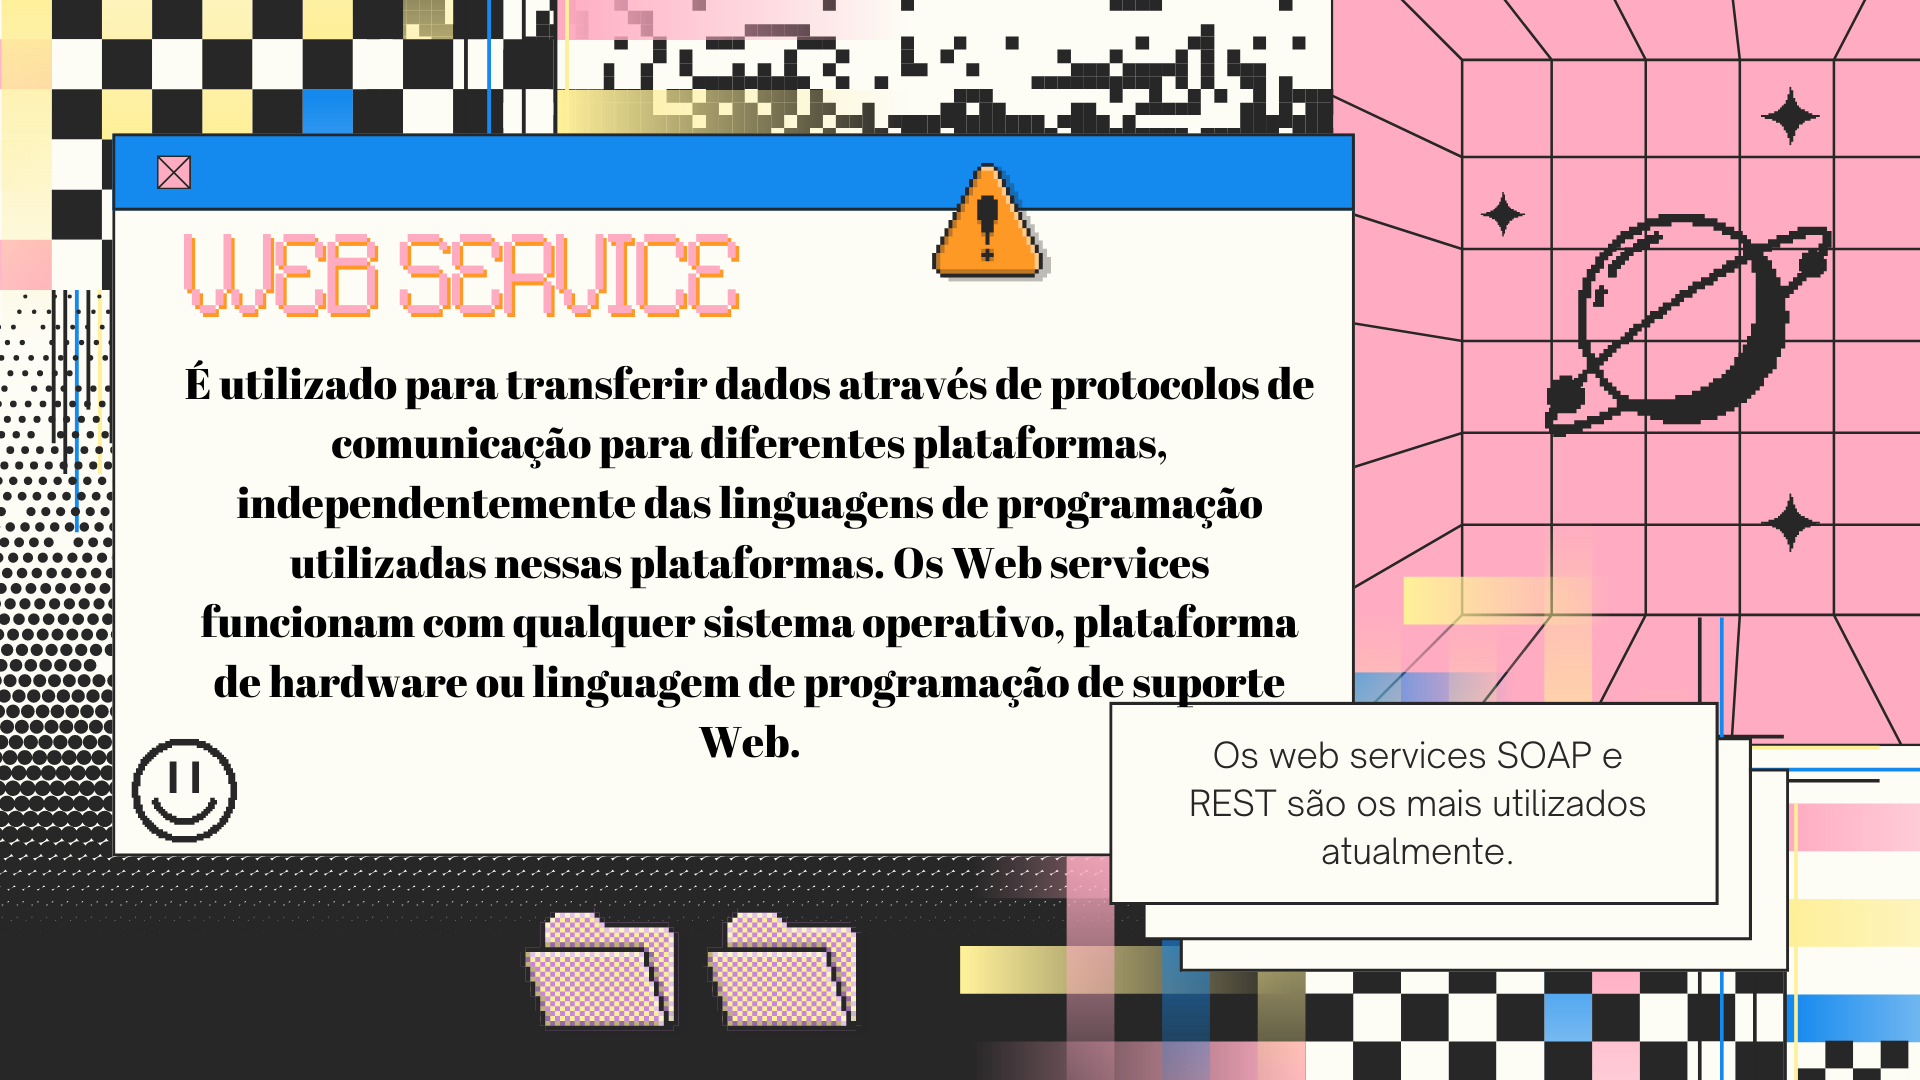 WEB SERVICE
É utilizado para transferir dados através de protocolos de
comunicação para diferentes plataformas,
independentemente das linguagens de programação
utilizadas nessas plataformas. Os Web services
funcionam com qualquer sistema operativo, plataforma
de hardware ou linguagem de programação de suporte
Web.
Os web services SOAP e
REST são os mais utilizados
atualmente.